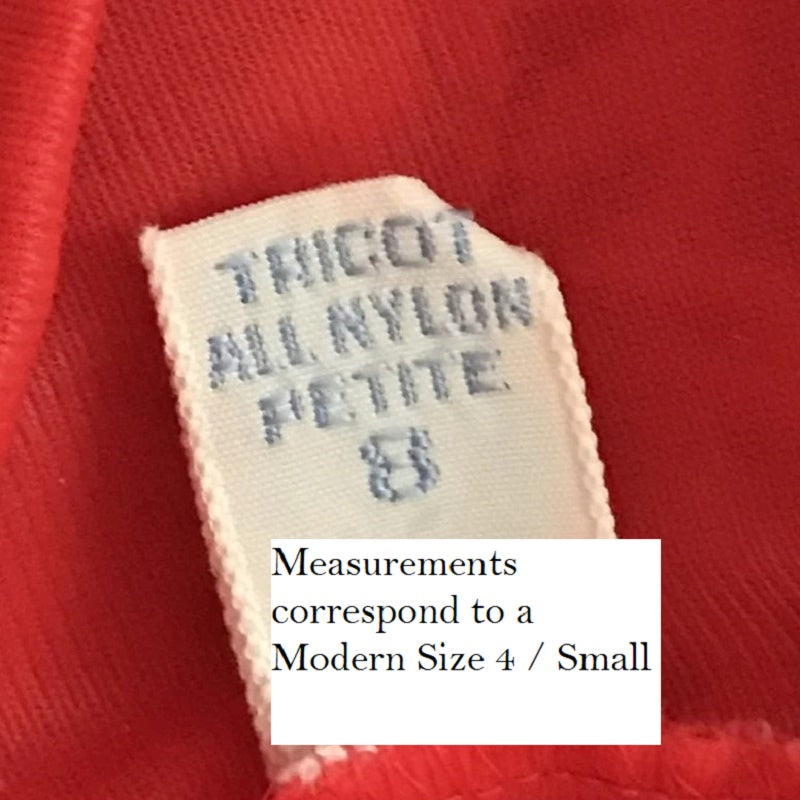 TRICOT
ALL NYLON
PETITE
8
Measurements
correspond to a
Modern Size 4 / Small